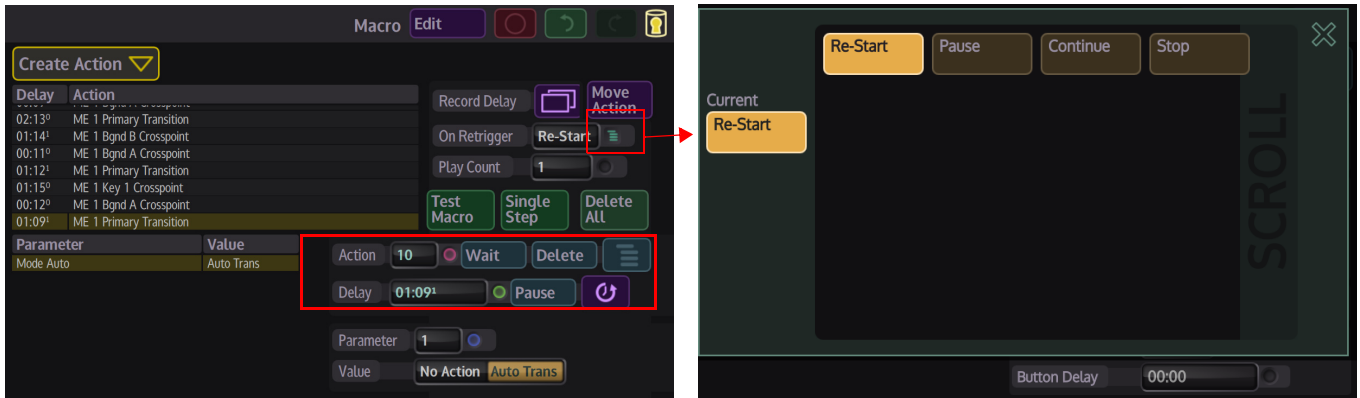 Macro Edit
Create Action
Delay Action
02:13⁰ ME 1 Primary Transition
01:14¹ ME 1 Bgnd B Crosspoint
00:11⁰ ME 1 Bgnd A Crosspoint
01:12¹ ME 1 Primary Transition
01:15⁰ ME 1 Key 1 Crosspoint
00:12⁰ ME 1 Bgnd A Crosspoint
01:09¹ ME 1 Primary Transition
Parameter Value
Mode Auto Auto Trans
Record Delay
Move
Action
On Retrigger Re-Start
Play Count 1
Test
Macro
Single
Step
Delete
All
Action 10 Wait Delete
Delay 01:09¹ Pause
Parameter 1
Value No Action Auto Trans
Re-Start Pause Continue Stop
Current
Re-Start
SCROLL
Button Delay 00:00